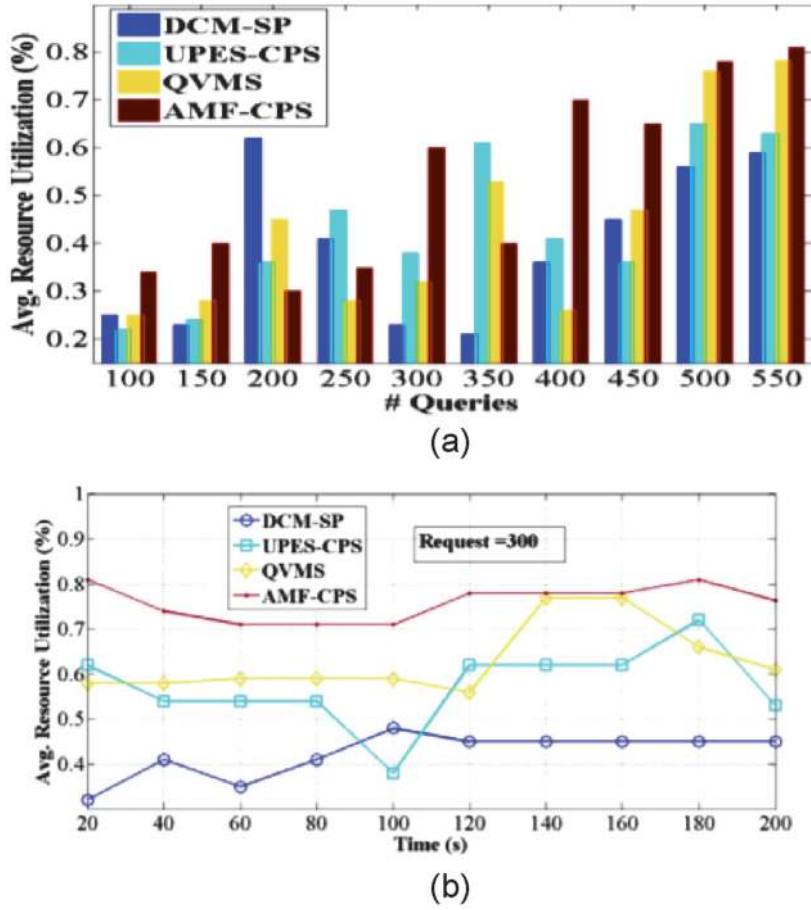 DCM-SP
UPES-CPS
QVMS
AMF-CPS
Avg. Resource Utilization (%)
0.8
0.7
0.6
0.5
0.4
0.3
0.2
100 150 200 250 300 350 400 450 500 550
# Queries
(a)
1
0.9
0.8
0.7
0.6
0.5
0.4
Avg. Resource Utilization (%)
DCM-SP
UPES-CPS
QVMS
AMF-CPS
Request =300
20 40 60 80 100 120 140 160 180 200
Time (s)
(b)